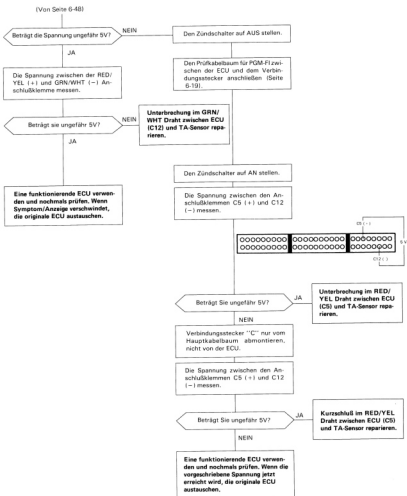 (Von Seite 6-48)
Beträgt die Spannung ungefähr 5V?
NEIN
JA
Die Spannung zwischen der RED/
YEL (+) und GRN/WHT (−) An-
schlußklemme messen.
Beträgt sie ungefähr 5V?
NEIN
JA
Unterbrechung im GRN/
WHT Draht zwischen ECU
(C12) und TA-Sensor repa-
rieren.
Eine funktionierende ECU verwen-
den und nochmals prüfen. Wenn
Symptom/Anzeige verschwindet,
die originale ECU austauschen.
Den Zündschalter auf AUS stellen.
Den Prüfkabelbaum für PGM-FI zwi-
schen der ECU und dem Verbin-
dungsstecker anschließen (Seite
6-19).
Den Zündschalter auf AN stellen.
Die Spannung zwischen den An-
schlußklemmen C5 (+) und C12
(−) messen.
5 V
Beträgt Sie ungefähr 5V?
JA
NEIN
Unterbrechung im RED/
YEL Draht zwischen ECU
(C5) und TA-Sensor repa-
rieren.
Verbindungsstecker "C" nur vom
Hauptkabelbaum abmontieren,
nicht von der ECU.
Die Spannung zwischen den An-
schlußklemmen C5 (+) und C12
(−) messen.
Beträgt Sie ungefähr 5V?
JA
NEIN
Kurzschluß im RED/YEL
Draht zwischen ECU (C5)
und TA-Sensor reparieren.
Eine funktionierende ECU verwen-
den und nochmals prüfen. Wenn die
vorgeschriebene Spannung jetzt
erreicht wird, die originale ECU
austauschen.